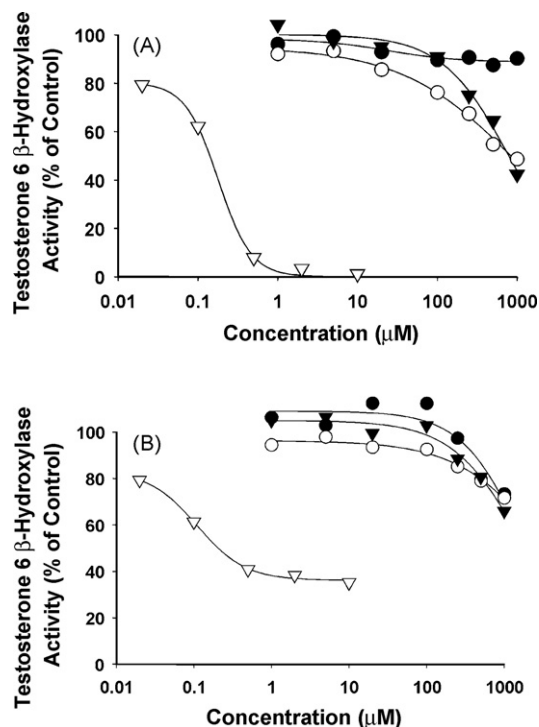 (A)
Testosterone 6 β-Hydroxylase
Activity (% of Control)
100
80
60
40
20
0
0.01 0.1 1 10 100 1000
Concentration (μM)
(B)
Testosterone 6 β-Hydroxylase
Activity (% of Control)
100
80
60
40
20
0
0.01 0.1 1 10 100 1000
Concentration (μM)